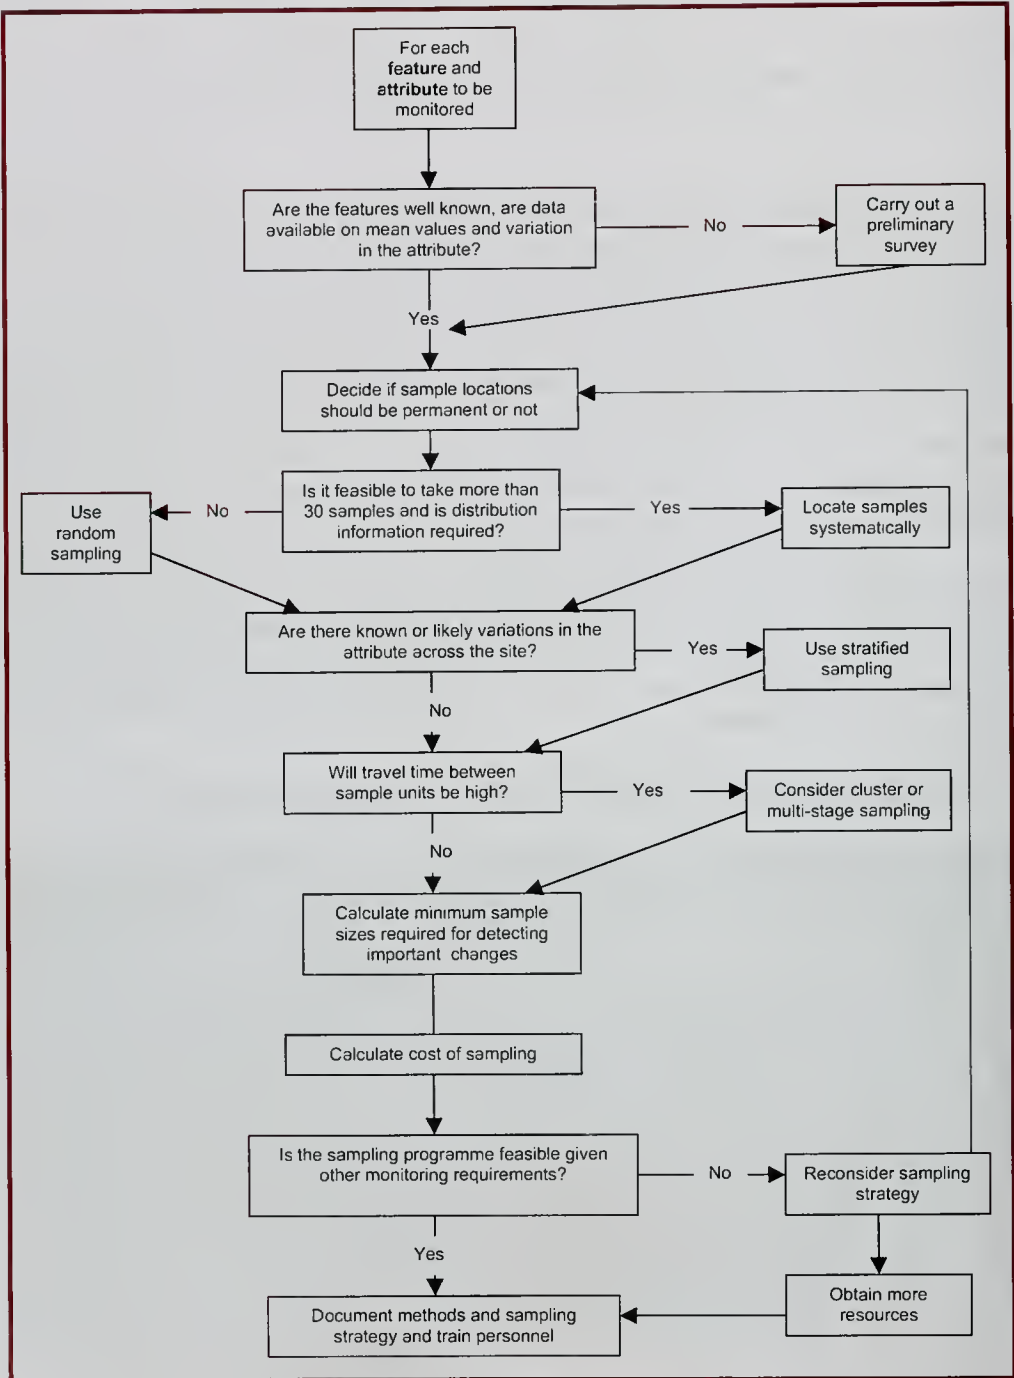 For each
feature and
attribute to be
monitored
Are the features well known, are data
available on mean values and variation
in the attribute?
No
Carry out a
preliminary
survey
Yes
Decide if sample locations
should be permanent or not
Is it feasible to take more than
30 samples and is distribution
information required?
No
Use
random
sampling
Yes
Locate samples
systematically
Are there known or likely variations in the
attribute across the site?
Yes
Use stratified
sampling
No
Will travel time between
sample units be high?
Yes
Consider cluster or
multi-stage sampling
No
Calculate minimum sample
sizes required for detecting
important changes
Calculate cost of sampling
Is the sampling programme feasible given
other monitoring requirements?
No
Reconsider sampling
strategy
Yes
Obtain more
resources
Document methods and sampling
strategy and train personnel